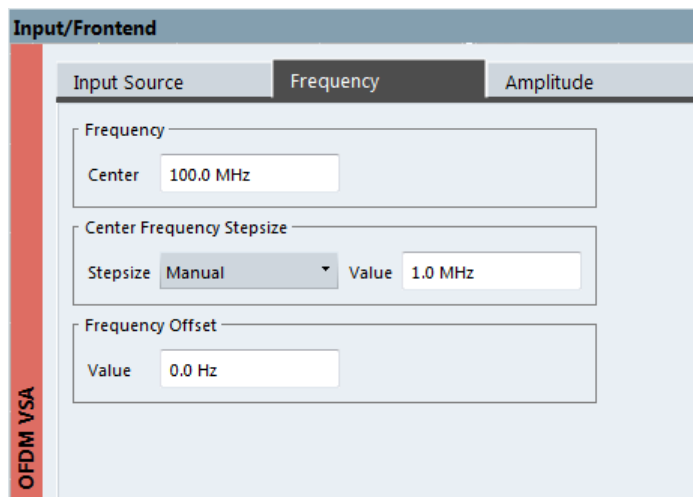 Input/Frontend
Input Source Frequency Amplitude
Frequency
Center 100.0 MHz
Center Frequency Stepsize
Stepsize Manual Value 1.0 MHz
Frequency Offset
Value 0.0 Hz
OFDM VSA